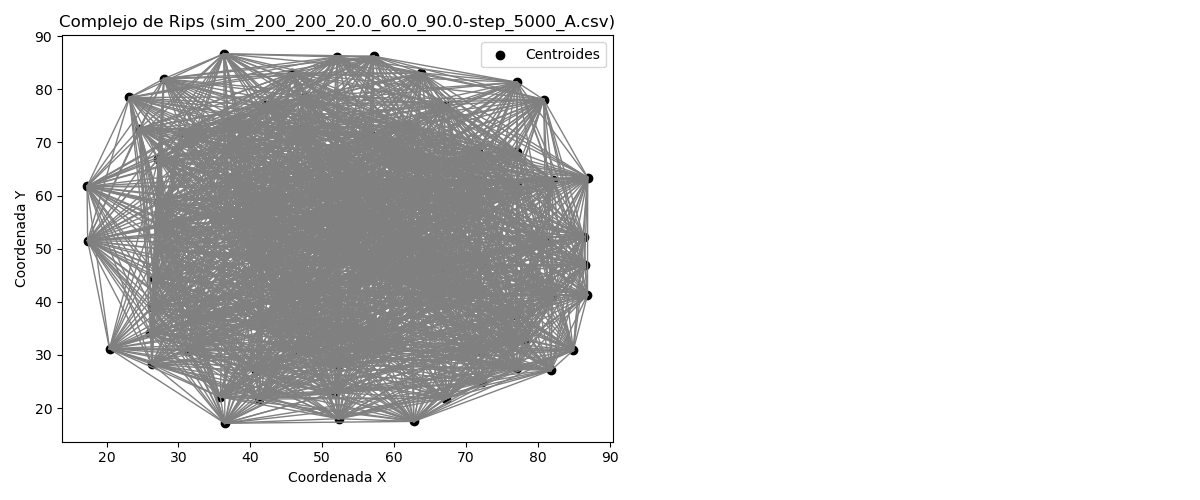 Complejo de Rips (sim_200_200_20.0_60.0_90.0-step_5000_A.csv)
Centroides
90
80
70
60
50
40
30
20
Coordenada Y
20 30 40 50 60 70 80 90
Coordenada X